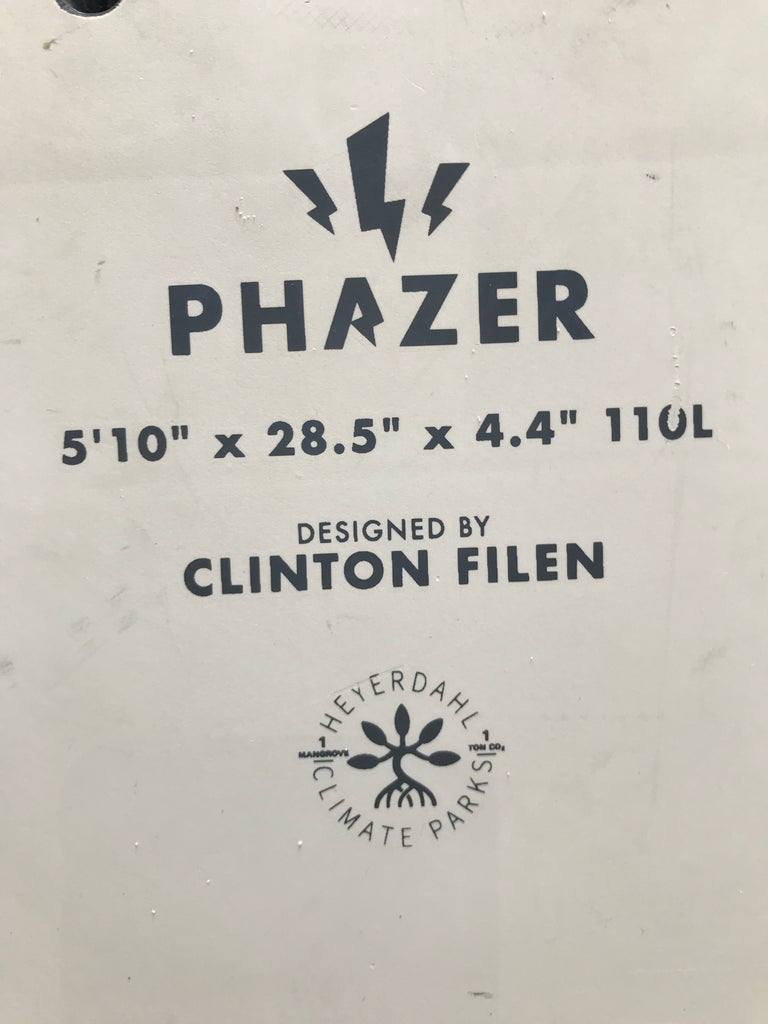 PHAZER
5'10" x 28.5" x 4.4" 110L
DESIGNED BY
CLINTON FILEN
HEYERDAHL
1
MANGROVE
1
TON CO₂
CLIMATE PARKS